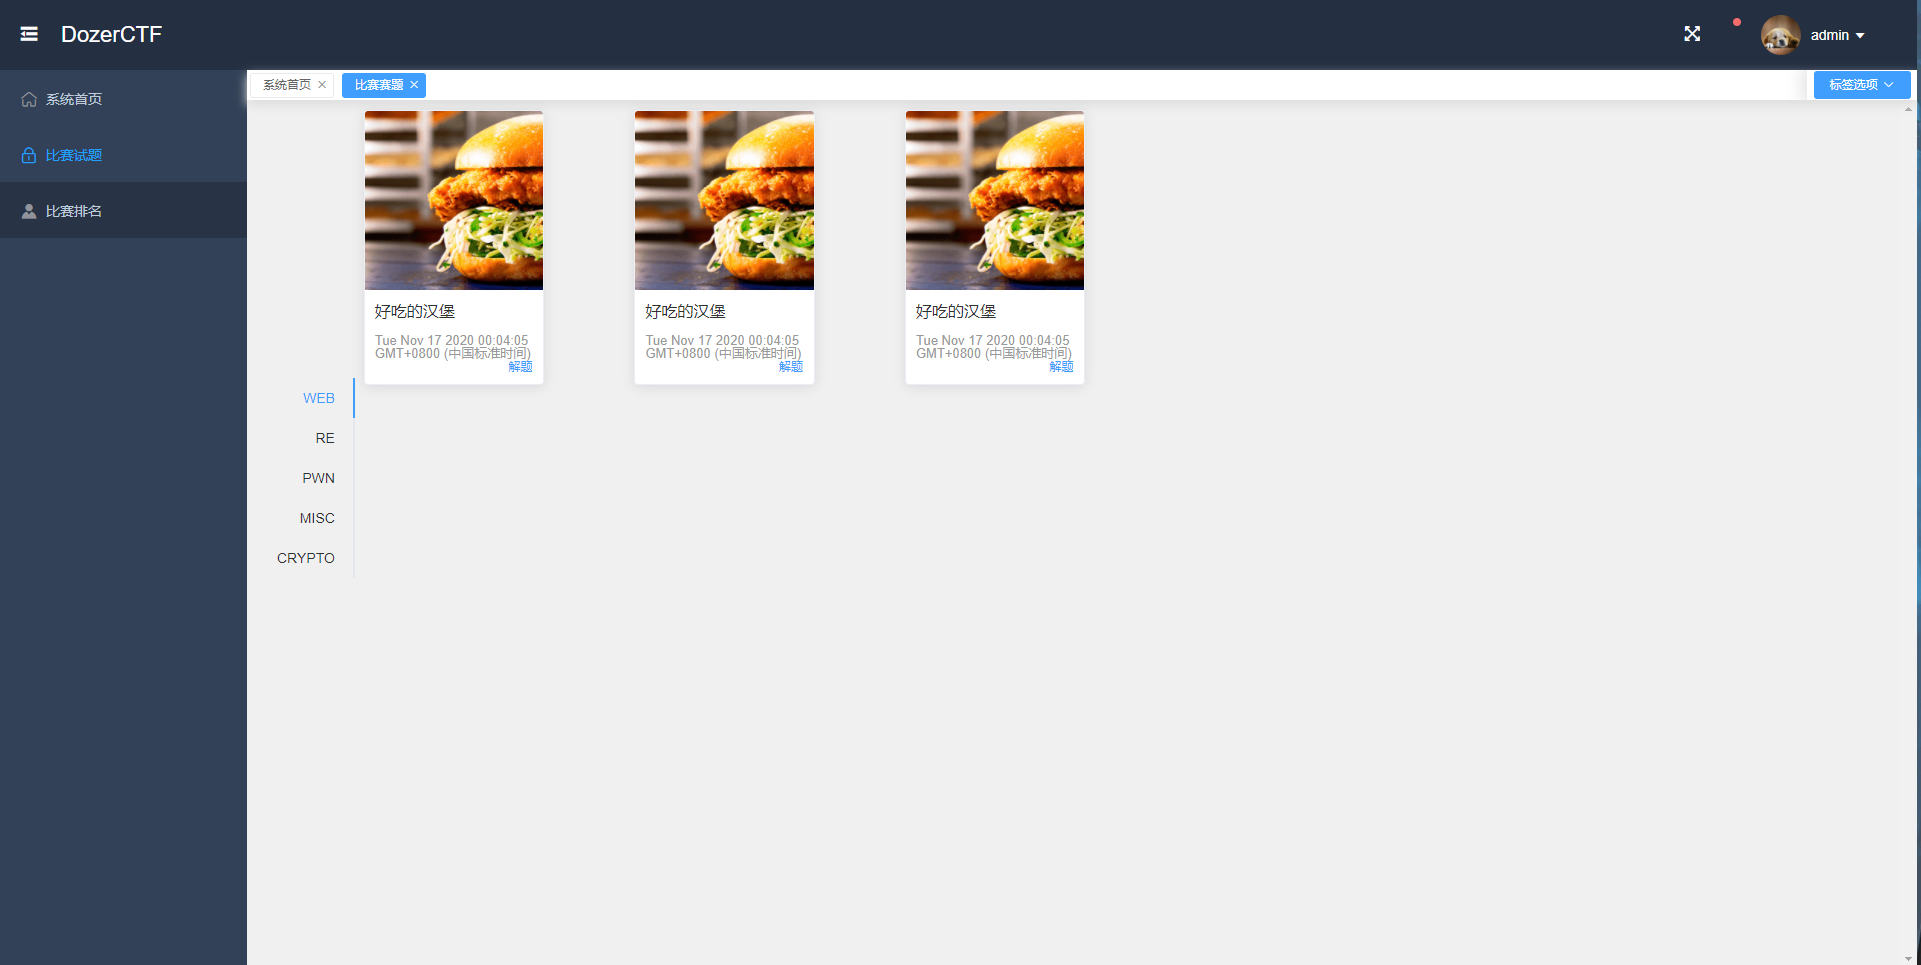 DozerCTF
admin
系统首页
比赛试题
比赛排名
系统首页
比赛赛题
标签选项
好吃的汉堡
Tue Nov 17 2020 00:04:05
GMT+0800 (中国标准时间)
解题
好吃的汉堡
Tue Nov 17 2020 00:04:05
GMT+0800 (中国标准时间)
解题
好吃的汉堡
Tue Nov 17 2020 00:04:05
GMT+0800 (中国标准时间)
解题
WEB
RE
PWN
MISC
CRYPTO